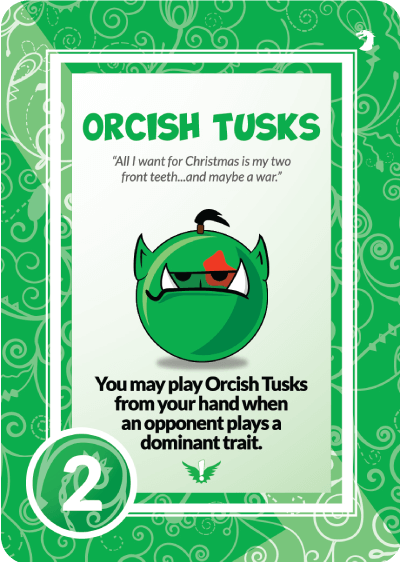 ORCISH TUSKS
“All I want for Christmas is my two
front teeth...and maybe a war.”
You may play Orcish Tusks
from your hand when
an opponent plays a
dominant trait.
!
2